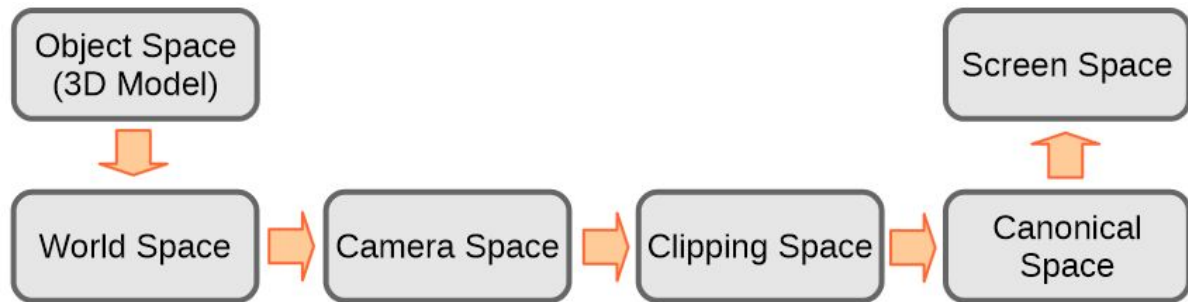 Object Space
(3D Model)
Screen Space
World Space
Camera Space
Clipping Space
Canonical
Space